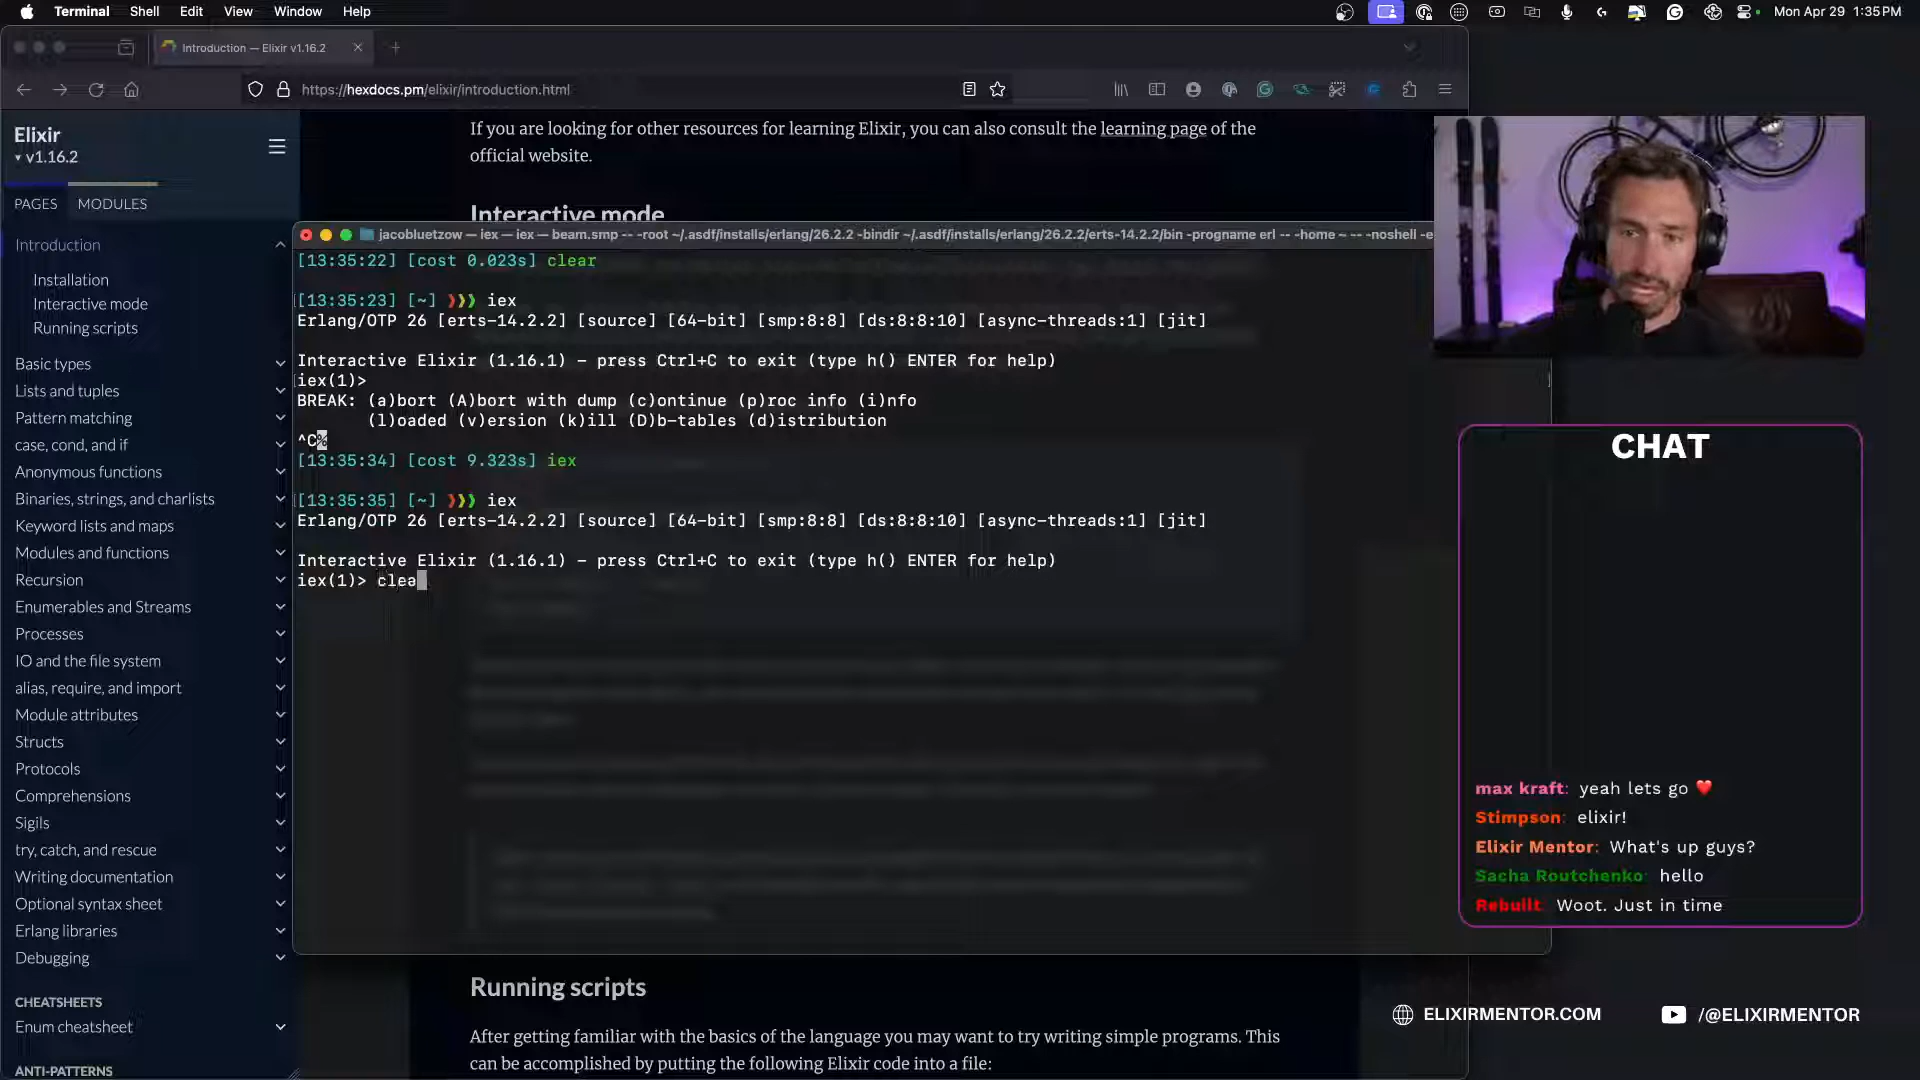 Terminal Shell Edit View Window Help Mon Apr 29 1:35 PM
Introduction — Elixir v1.16.2
https://hexdocs.pm/elixir/introduction.html
Elixir
v1.16.2
PAGES MODULES
Introduction
Installation
Interactive mode
Running scripts
Basic types
Lists and tuples
Pattern matching
case, cond, and if
Anonymous functions
Binaries, strings, and charlists
Keyword lists and maps
Modules and functions
Recursion
Enumerables and Streams
Processes
IO and the file system
alias, require, and import
Module attributes
Structs
Protocols
Comprehensions
Sigils
try, catch, and rescue
Writing documentation
Optional syntax sheet
Erlang libraries
Debugging
CHEATSHEETS
Enum cheatsheet
ANTI-PATTERNS
If you are looking for other resources for learning Elixir, you can also consult the learning page of the
official website.
Interactive mode
jacobluetzow — iex — iex — beam.smp -- -root ~/.asdf/installs/erlang/26.2.2 -bindir ~/.asdf/installs/erlang/26.2.2/erts-14.2.2/bin -progname erl -- -home ~ -- -noshell -e
[13:35:22] [cost 0.023s] clear
[13:35:23] [~] ❯❯❯ iex
Erlang/OTP 26 [erts-14.2.2] [source] [64-bit] [smp:8:8] [ds:8:8:10] [async-threads:1] [jit]
Interactive Elixir (1.16.1) - press Ctrl+C to exit (type h() ENTER for help)
iex(1)>
BREAK: (a)bort (A)bort with dump (c)ontinue (p)roc info (i)nfo
(l)oaded (v)ersion (k)ill (D)b-tables (d)istribution
^C%
[13:35:34] [cost 9.323s] iex
[13:35:35] [~] ❯❯❯ iex
Erlang/OTP 26 [erts-14.2.2] [source] [64-bit] [smp:8:8] [ds:8:8:10] [async-threads:1] [jit]
Interactive Elixir (1.16.1) - press Ctrl+C to exit (type h() ENTER for help)
iex(1)> clea
Running scripts
After getting familiar with the basics of the language you may want to try writing simple programs. This
can be accomplished by putting the following Elixir code into a file:
CHAT
max kraft: yeah lets go ❤️
Stimpson: elixir!
Elixir Mentor: What's up guys?
Sacha Routchenko: hello
Rebuilt: Woot. Just in time
ELIXIRMENTOR.COM
/@ELIXIRMENTOR